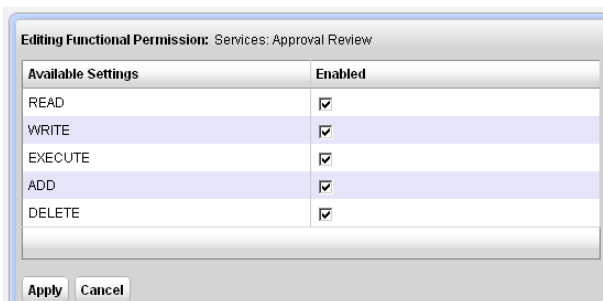 Editing Functional Permission: Services: Approval Review
Available Settings Enabled
READ
WRITE
EXECUTE
ADD
DELETE
Apply Cancel